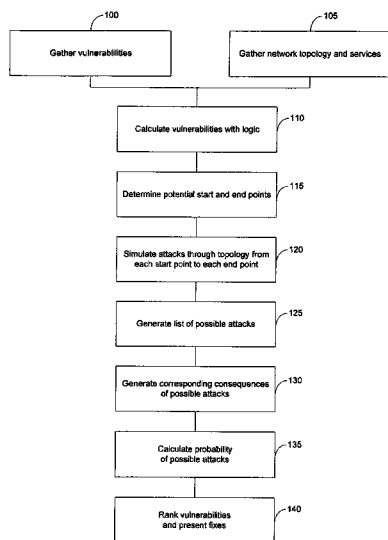 100
105
Gather vulnerabilities
Gather network topology and services
110
Calculate vulnerabilities with logic
115
Determine potential start and end points
120
Simulate attacks through topology from
each start point to each end point
125
Generate list of possible attacks
130
Generate corresponding consequences
of possible attacks
135
Calculate probability
of possible attacks
140
Rank vulnerabilities
and present fixes